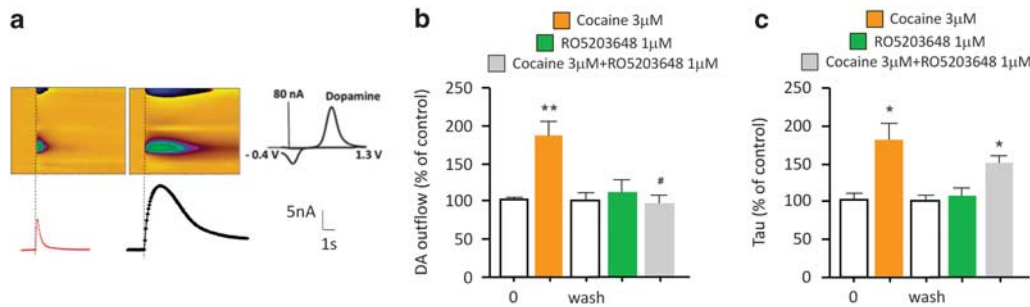 a
80 nA
Dopamine
- 0.4 V
1.3 V
5nA
1s
b
Cocaine 3μM
RO5203648 1μM
Cocaine 3μM+RO5203648 1μM
DA outflow (% of control)
250
200
150
100
50
0
**
#
0
wash
c
Cocaine 3μM
RO5203648 1μM
Cocaine 3μM+RO5203648 1μM
Tau (% of control)
250
200
150
100
50
0
*
*
0
wash